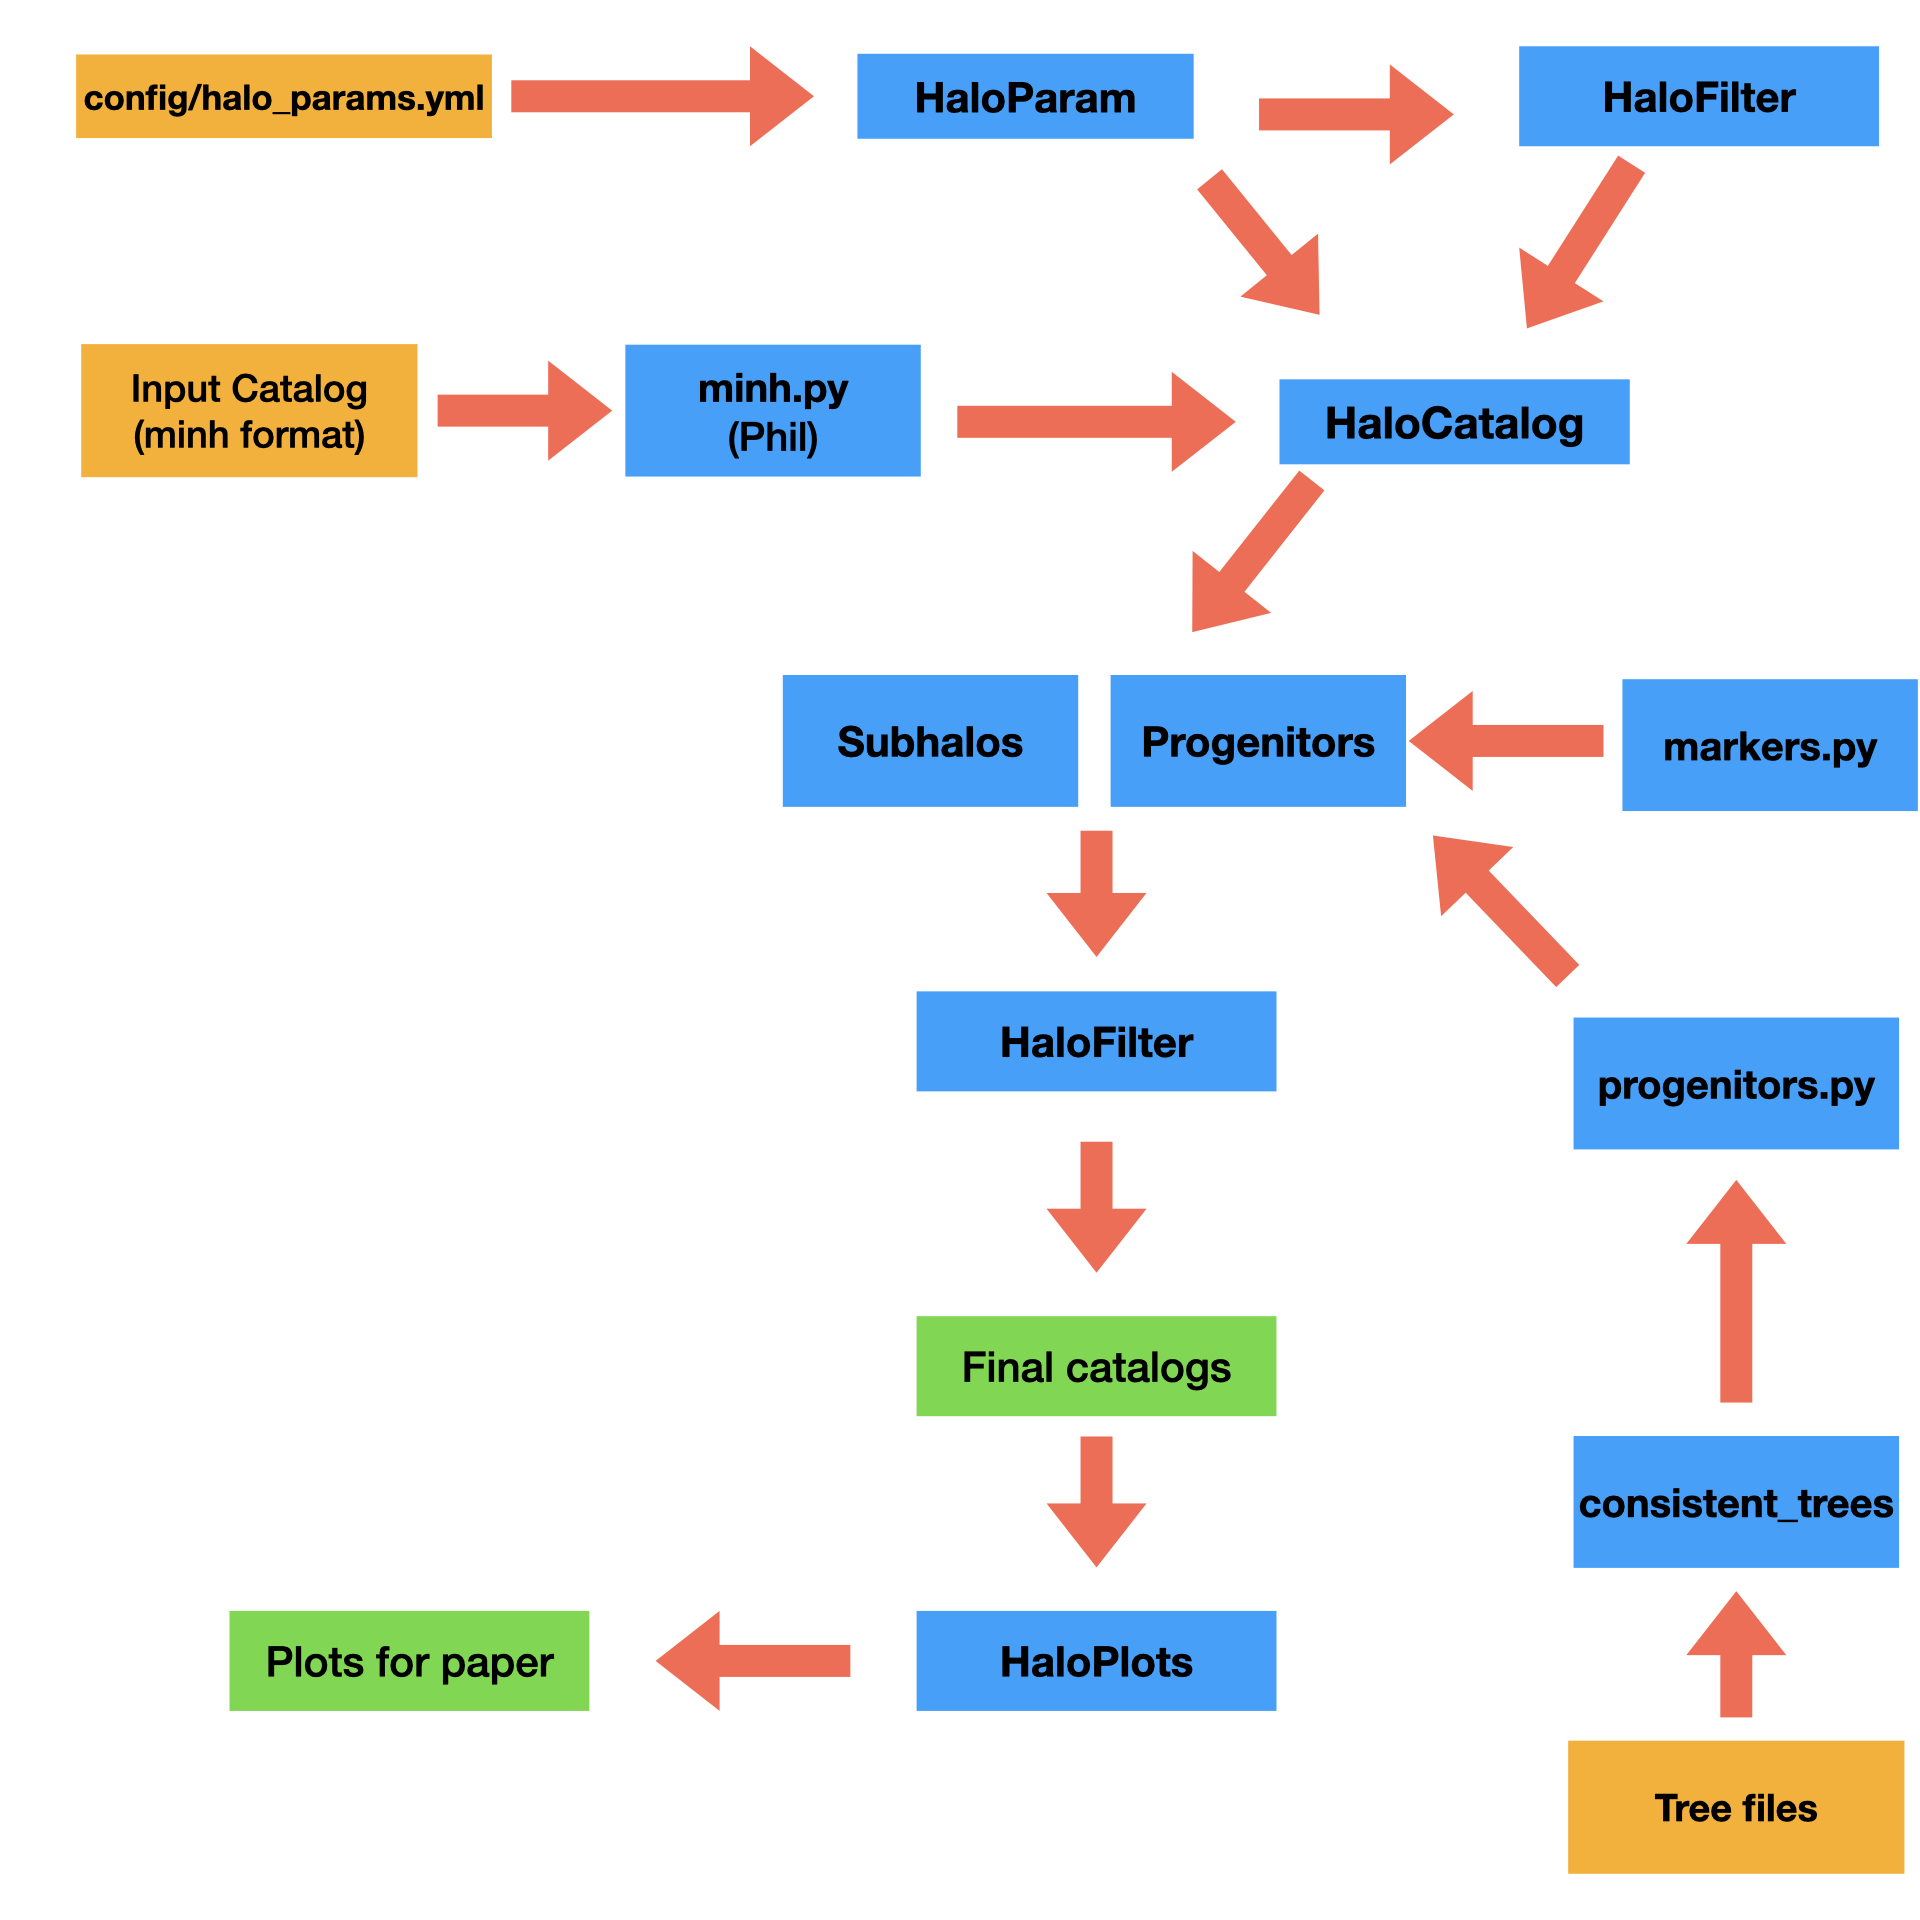 config/halo_params.yml
HaloParam
HaloFilter
Input Catalog
(minh format)
minh.py
(Phil)
HaloCatalog
Subhalos
Progenitors
markers.py
HaloFilter
progenitors.py
Final catalogs
consistent_trees
Plots for paper
HaloPlots
Tree files